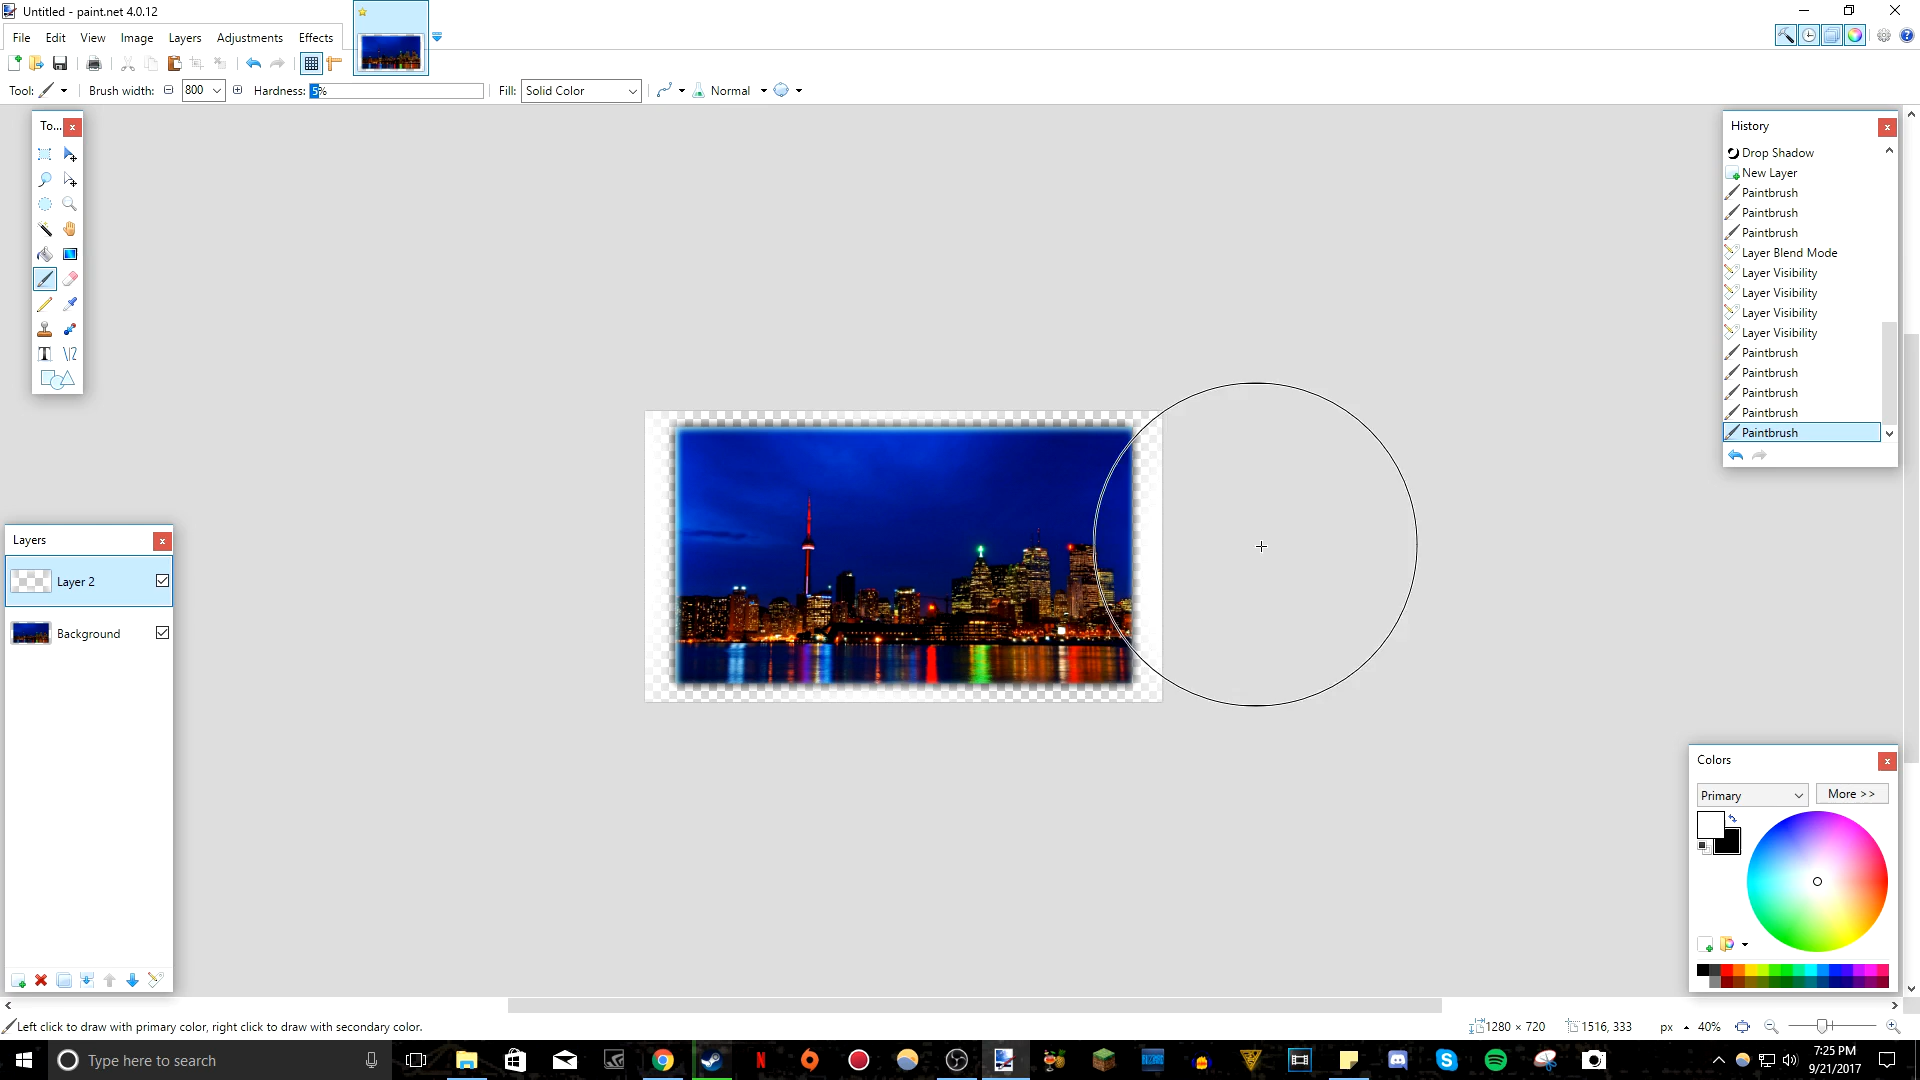 Untitled - paint.net 4.0.12
File Edit View Image Layers Adjustments Effects
Tool: Brush width: 800 Hardness: 5% Fill: Solid Color Normal
To...
History
Drop Shadow
New Layer
Paintbrush
Paintbrush
Paintbrush
Layer Blend Mode
Layer Visibility
Layer Visibility
Layer Visibility
Layer Visibility
Paintbrush
Paintbrush
Paintbrush
Paintbrush
Paintbrush
Layers
Layer 2
Background
Colors
Primary More >>
Left click to draw with primary color, right click to draw with secondary color. 1280 × 720 1516, 333 px 40%
Type here to search 7:25 PM
9/21/2017